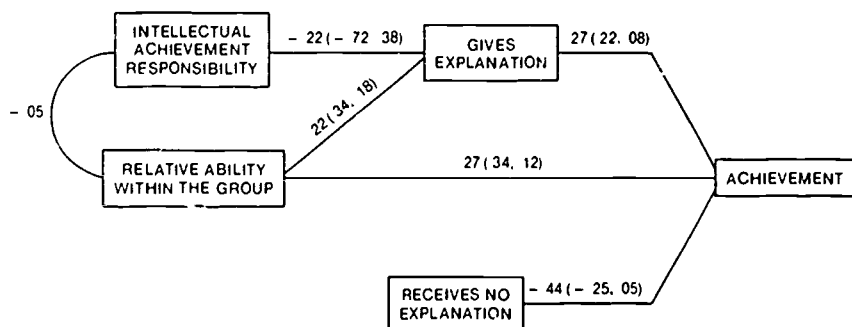 INTELLECTUAL
ACHIEVEMENT
RESPONSIBILITY
- 22 (- 72 38)
GIVES
EXPLANATION
27 (22, 08)
- 05
22 (34, 18)
RELATIVE ABILITY
WITHIN THE GROUP
27 (34, 12)
ACHIEVEMENT
RECEIVES NO
EXPLANATION
- 44 (- 25, 05)